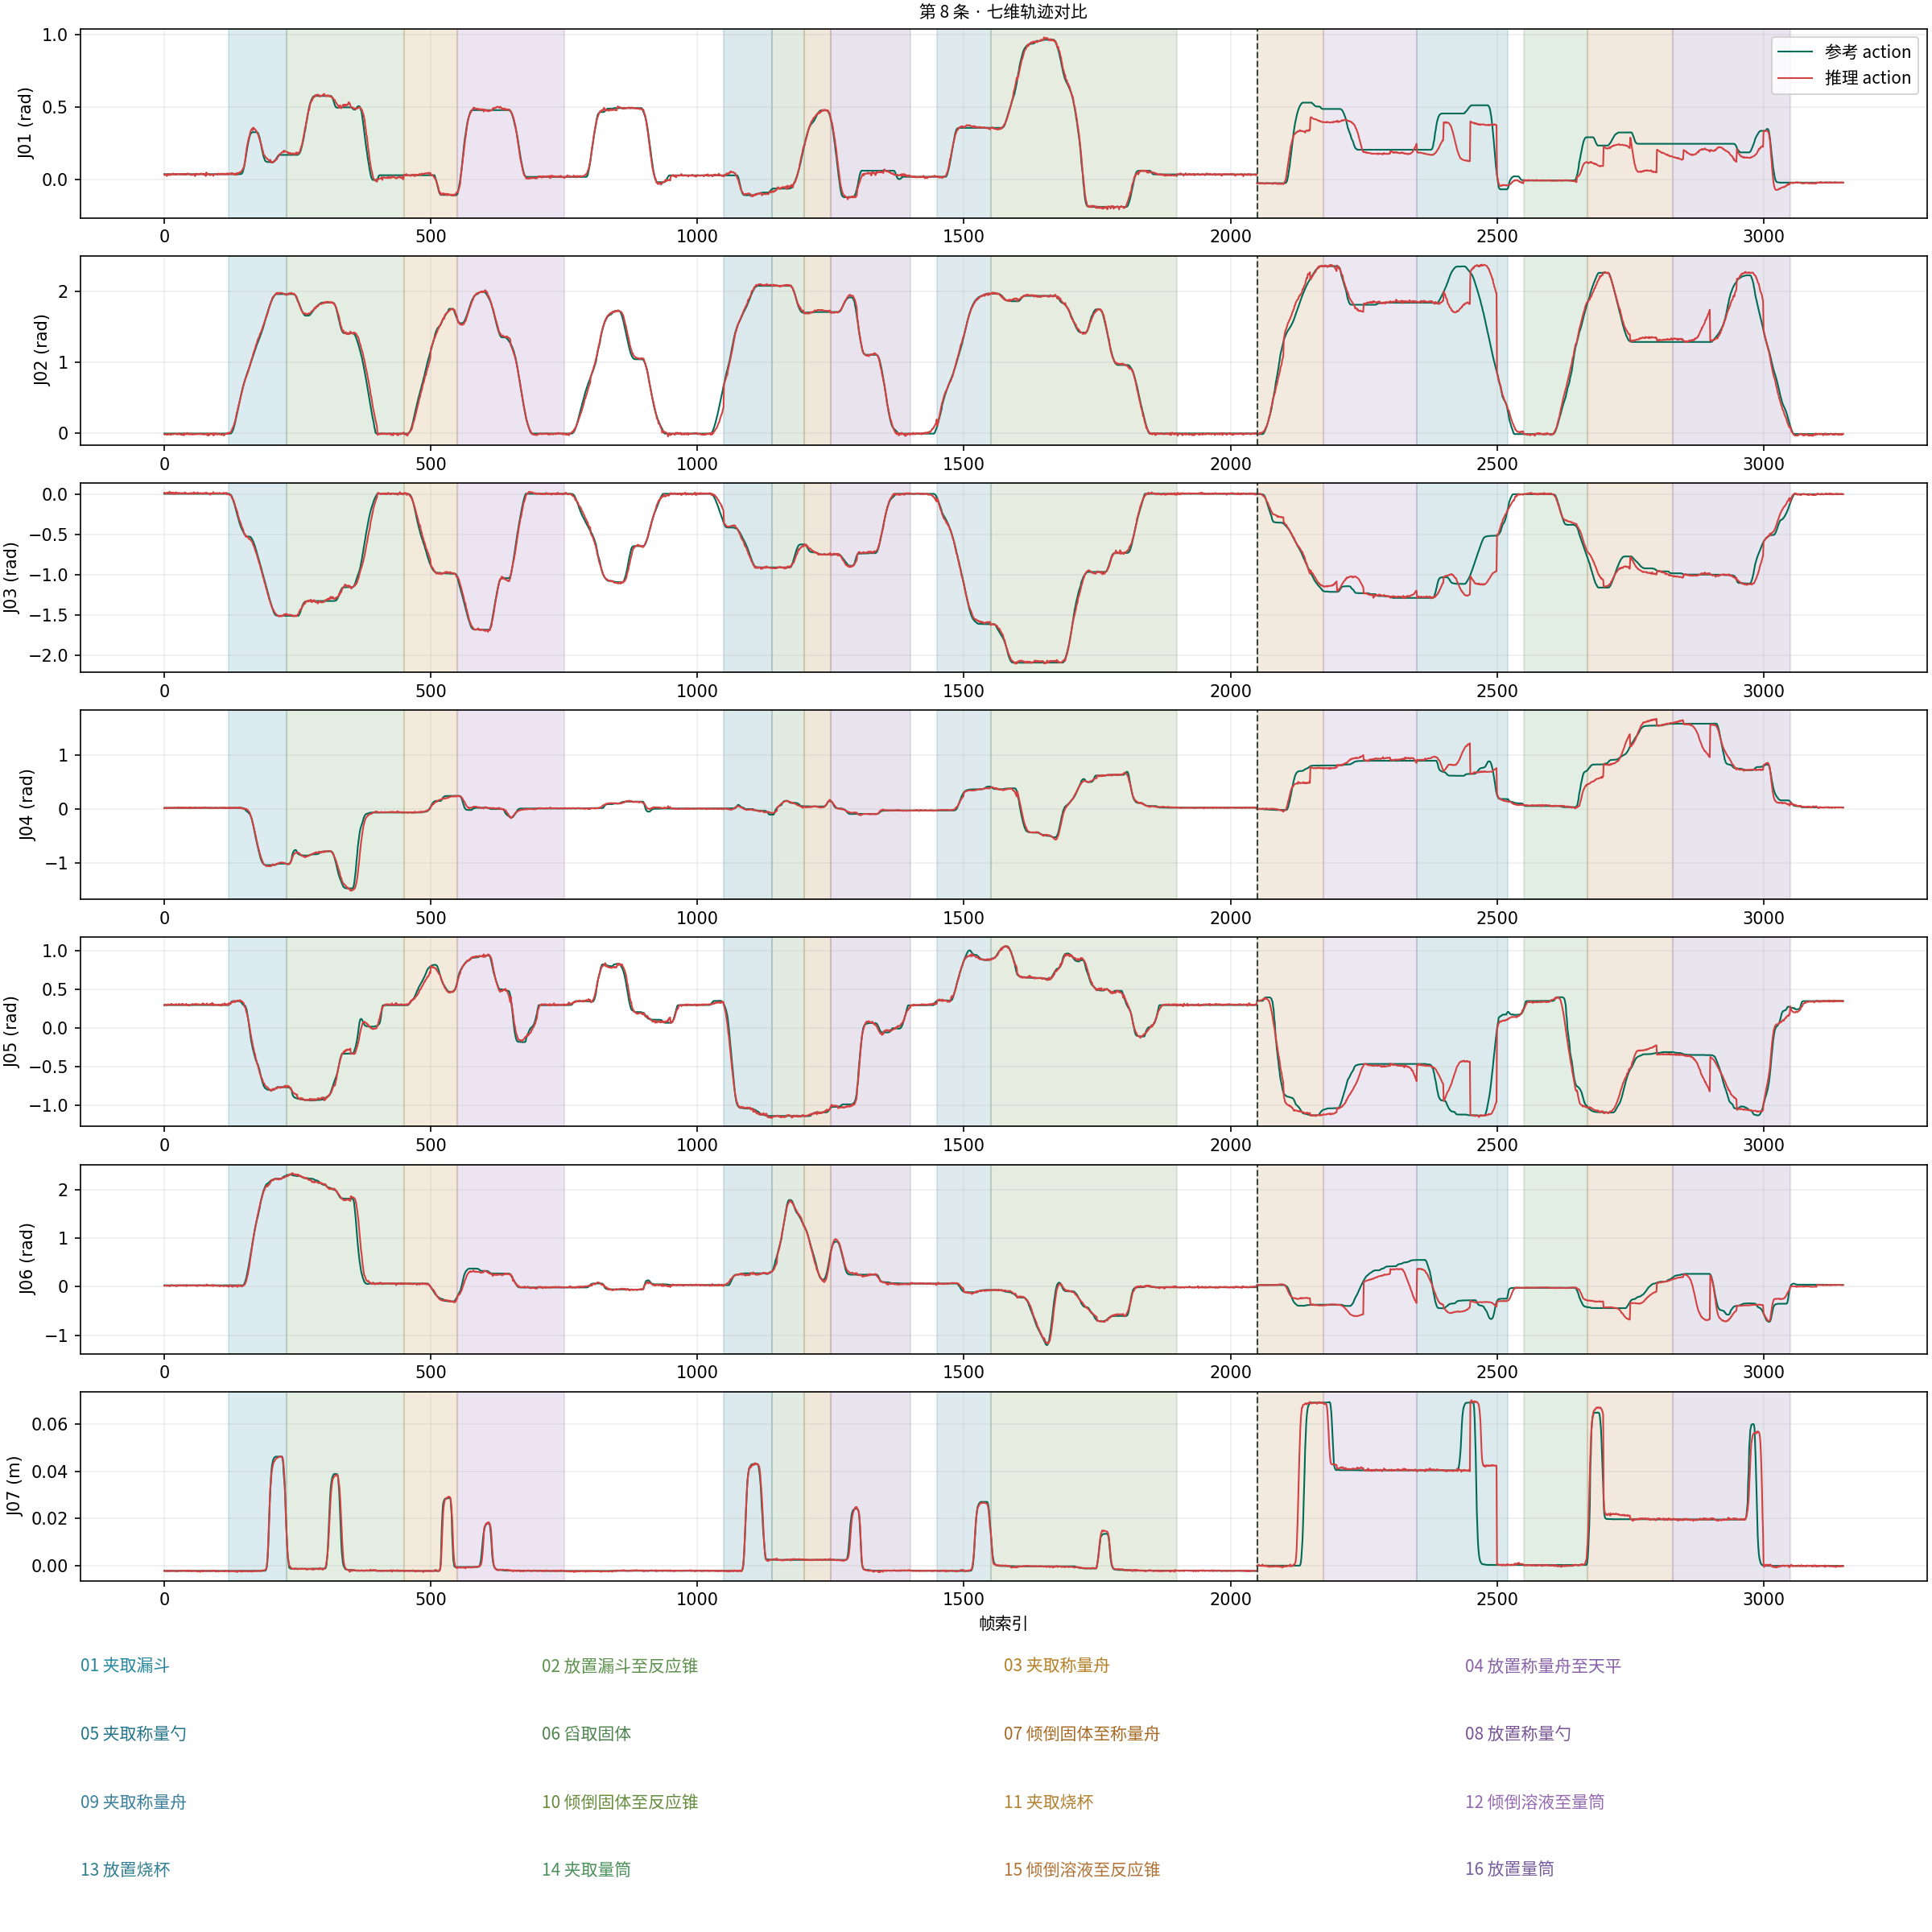 第 8 条 · 七维轨迹对比
参考 action
推理 action
J01 (rad)
1.0
0.5
0.0
0 500 1000 1500 2000 2500 3000
J02 (rad)
2
1
0
0 500 1000 1500 2000 2500 3000
J03 (rad)
0.0
−0.5
−1.0
−1.5
−2.0
0 500 1000 1500 2000 2500 3000
J04 (rad)
1
0
−1
0 500 1000 1500 2000 2500 3000
J05 (rad)
1.0
0.5
0.0
−0.5
−1.0
0 500 1000 1500 2000 2500 3000
J06 (rad)
2
1
0
−1
0 500 1000 1500 2000 2500 3000
J07 (m)
0.06
0.04
0.02
0.00
0 500 1000 1500 2000 2500 3000
帧索引
01 夹取漏斗 02 放置漏斗至反应锥 03 夹取称量舟 04 放置称量舟至天平
05 夹取称量勺 06 舀取固体 07 倾倒固体至称量舟 08 放置称量勺
09 夹取称量舟 10 倾倒固体至反应锥 11 夹取烧杯 12 倾倒溶液至量筒
13 放置烧杯 14 夹取量筒 15 倾倒溶液至反应锥 16 放置量筒